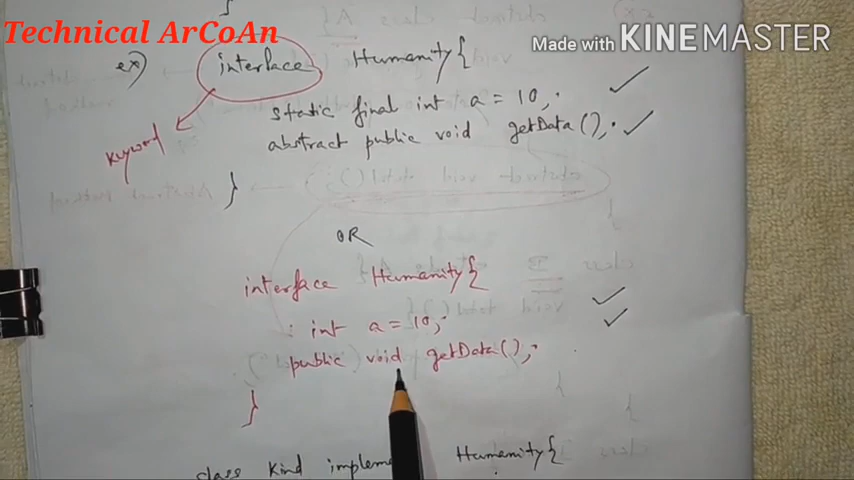 Technical ArCoAn
Made with KINEMASTER
ex) interface Humanity{
static final int a = 10;
abstract public void getData();
keyword
}
OR
interface Humanity{
int a = 10;
public void getData();
}
class Kind impleme Humanity{